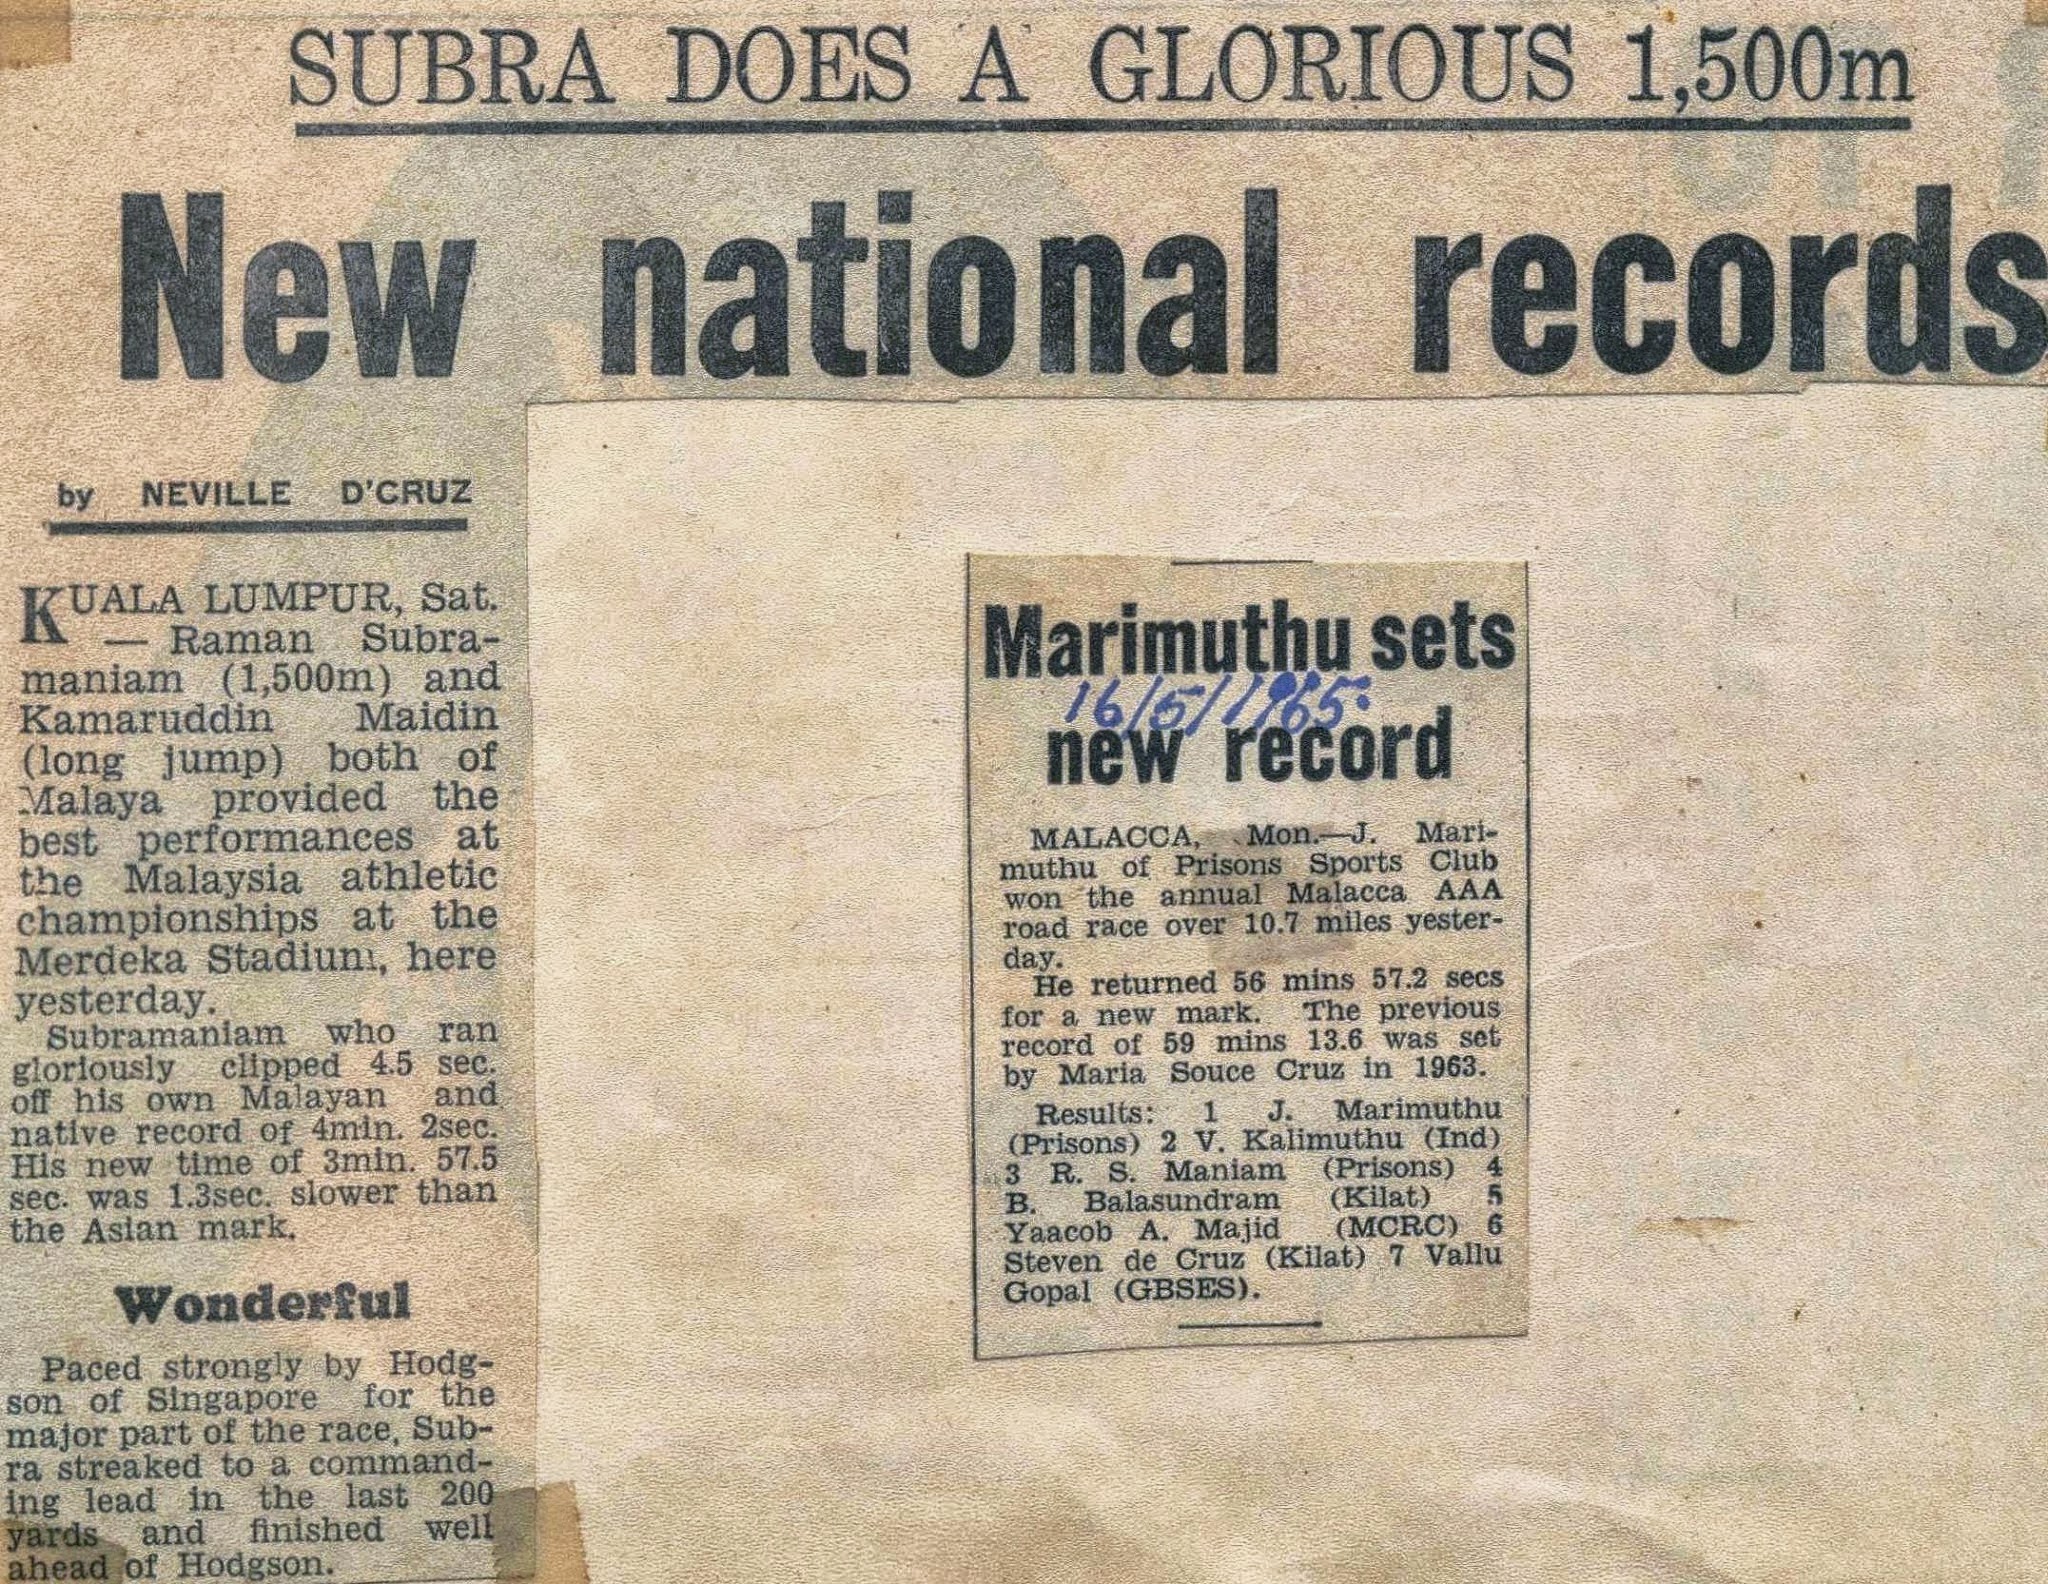 SUBRA DOES A GLORIOUS 1,500m
New national records
by NEVILLE D'CRUZ
KUALA LUMPUR, Sat.
— Raman Subra-
maniam (1,500m) and
Kamaruddin Maidin
(long jump) both of
Malaya provided the
best performances at
the Malaysia athletic
championships at the
Merdeka Stadium, here
yesterday.
Subramaniam who ran
gloriously clipped 4.5 sec.
off his own Malayan and
native record of 4min. 2sec.
His new time of 3min. 57.5
sec. was 1.3sec. slower than
the Asian mark.
Wonderful
Paced strongly by Hodg-
son of Singapore for the
major part of the race, Sub-
ra streaked to a command-
ing lead in the last 200
yards and finished well
ahead of Hodgson.
Marimuthu sets
16/5/1965.
new record
MALACCA, Mon.—J. Mari-
muthu of Prisons Sports Club
won the annual Malacca AAA
road race over 10.7 miles yester-
day.
He returned 56 mins 57.2 secs
for a new mark. The previous
record of 59 mins 13.6 was set
by Maria Souce Cruz in 1963.
Results: 1 J. Marimuthu
(Prisons) 2 V. Kalimuthu (Ind)
3 R. S. Maniam (Prisons) 4
B. Balasundram (Kilat) 5
Yaacob A. Majid (MCRC) 6
Steven de Cruz (Kilat) 7 Vallu
Gopal (GBSES).